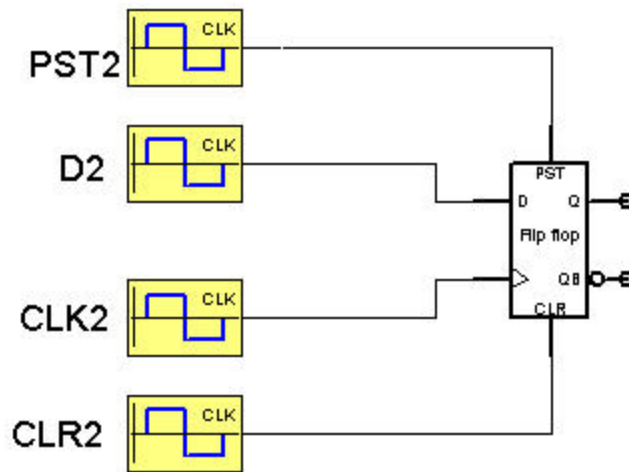 CLK
PST2
CLK
D2
PST
D Q
Flip flop
CLK
QB
CLK2
CLR
CLK
CLR2